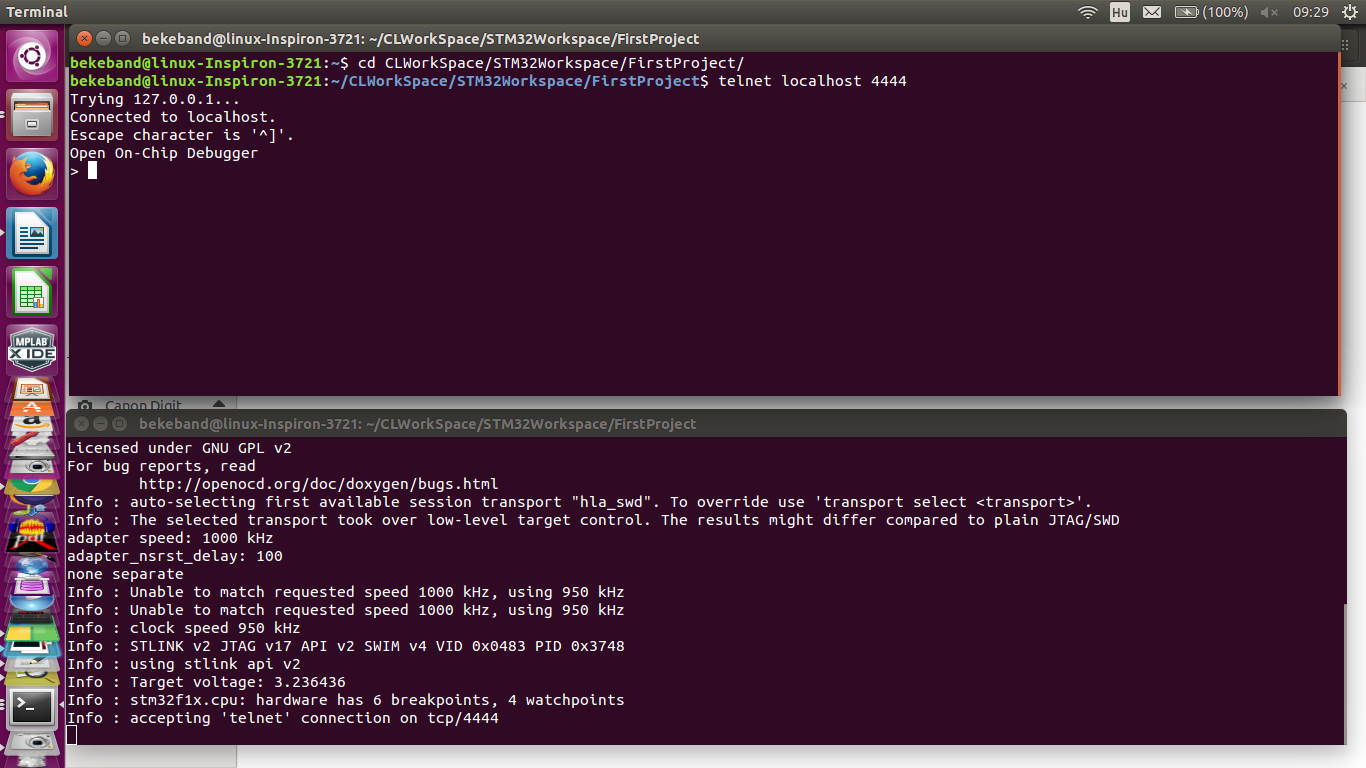 Terminal
Hu
(100%)
09:29
bekeband@linux-Inspiron-3721: ~/CLWorkSpace/STM32Workspace/FirstProject
bekeband@linux-Inspiron-3721:~$ cd CLWorkSpace/STM32Workspace/FirstProject/
bekeband@linux-Inspiron-3721:~/CLWorkSpace/STM32Workspace/FirstProject$ telnet localhost 4444
Trying 127.0.0.1...
Connected to localhost.
Escape character is '^]'.
Open On-Chip Debugger
>
MPLAB
X IDE
Canon Digit
bekeband@linux-Inspiron-3721: ~/CLWorkSpace/STM32Workspace/FirstProject
Licensed under GNU GPL v2
For bug reports, read
http://openocd.org/doc/doxygen/bugs.html
Info : auto-selecting first available session transport "hla_swd". To override use 'transport select <transport>'.
Info : The selected transport took over low-level target control. The results might differ compared to plain JTAG/SWD
adapter speed: 1000 kHz
adapter_nsrst_delay: 100
none separate
Info : Unable to match requested speed 1000 kHz, using 950 kHz
Info : Unable to match requested speed 1000 kHz, using 950 kHz
Info : clock speed 950 kHz
Info : STLINK v2 JTAG v17 API v2 SWIM v4 VID 0x0483 PID 0x3748
Info : using stlink api v2
Info : Target voltage: 3.236436
Info : stm32f1x.cpu: hardware has 6 breakpoints, 4 watchpoints
Info : accepting 'telnet' connection on tcp/4444